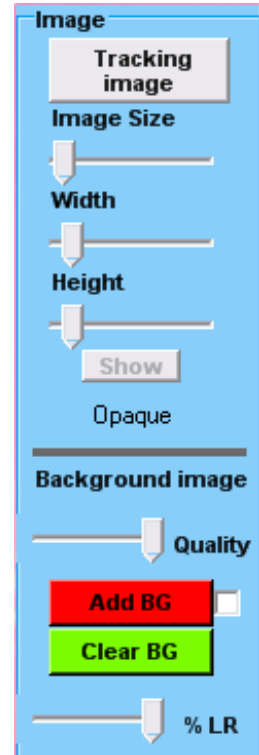 Image
Tracking
image
Image Size
Width
Height
Show
Opaque
Background image
Quality
Add BG
Clear BG
% LR